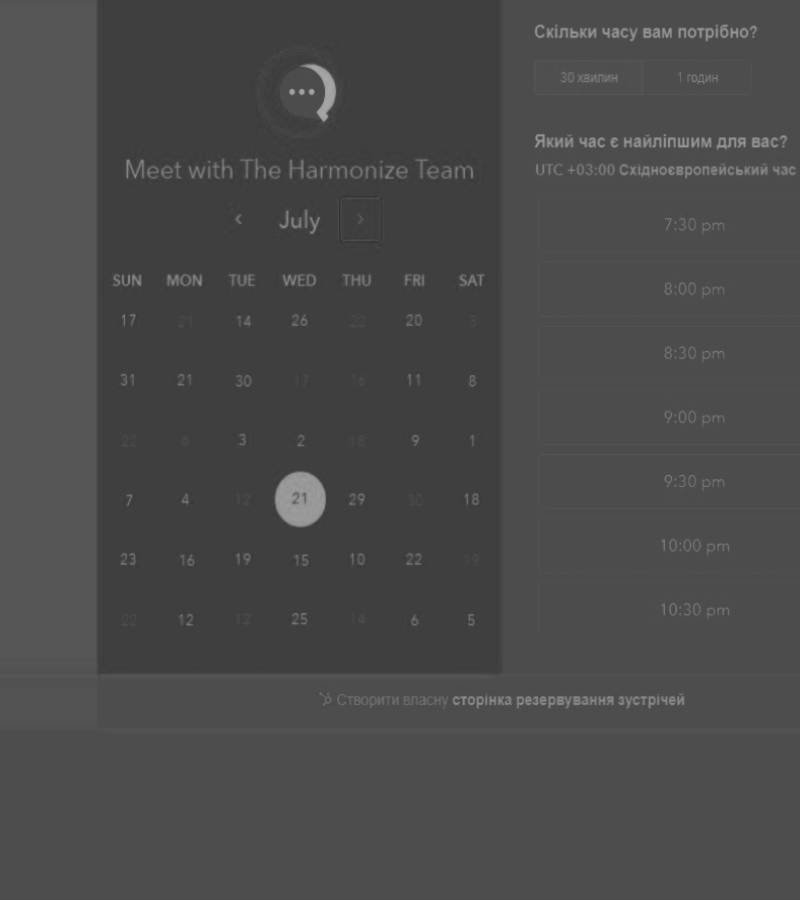 Meet with The Harmonize Team
July
SUN MON TUE WED THU FRI SAT
17 21 14 26 22 20 3
31 21 30 17 16 11 8
22 6 3 2 18 9 1
7 4 12 21 29 30 18
23 16 19 15 10 22 19
22 12 12 25 14 6 5
Скільки часу вам потрібно?
30 хвилин 1 годин
Який час є найліпшим для вас?
UTC +03:00 Східноєвропейський час
7:30 pm
8:00 pm
8:30 pm
9:00 pm
9:30 pm
10:00 pm
10:30 pm
Створити власну сторінка резервування зустрічей